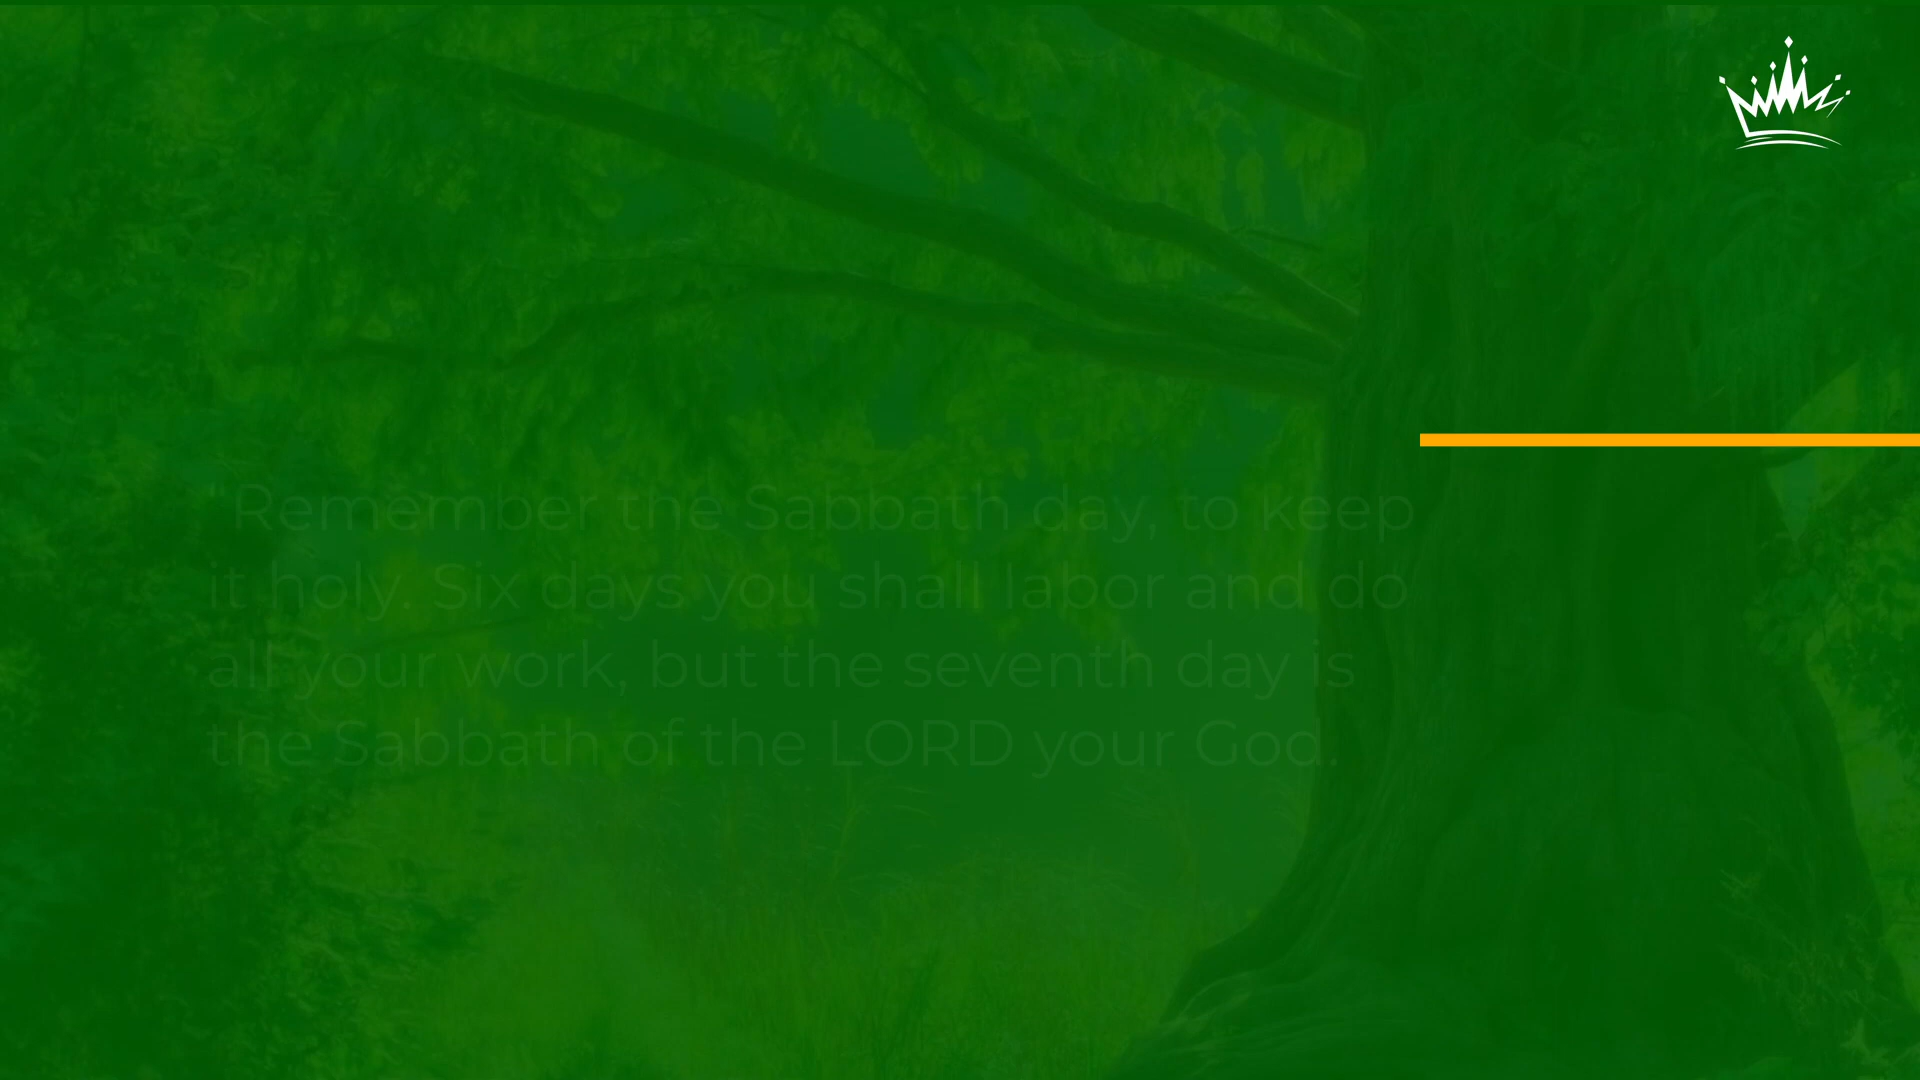 Remember the Sabbath day, to keep
it holy. Six days you shall labor and do
all your work, but the seventh day is
the Sabbath of the LORD your God.